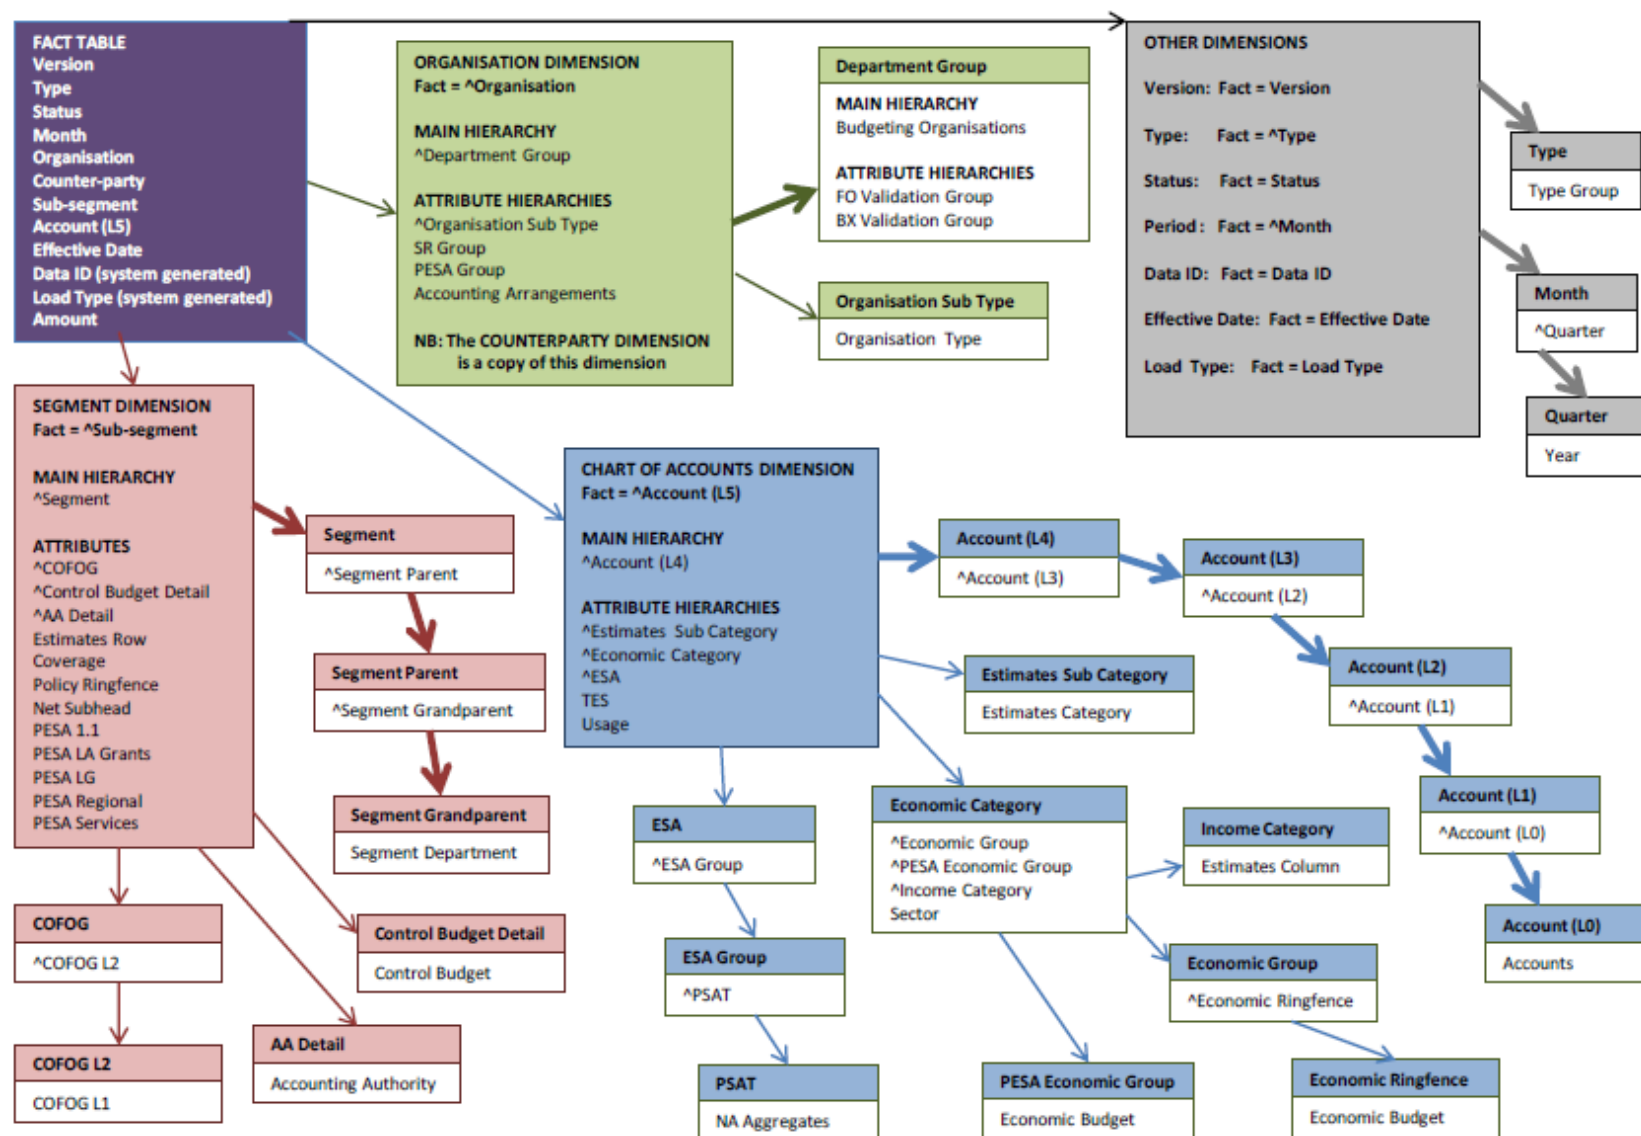 FACT TABLE
Version
Type
Status
Month
Organisation
Counter-party
Sub-segment
Account (L5)
Effective Date
Data ID (system generated)
Load Type (system generated)
Amount
ORGANISATION DIMENSION
Fact = ^Organisation
MAIN HIERARCHY
^Department Group
ATTRIBUTE HIERARCHIES
^Organisation Sub Type
SR Group
PESA Group
Accounting Arrangements
NB: The COUNTERPARTY DIMENSION
is a copy of this dimension
Department Group
MAIN HIERARCHY
Budgeting Organisations
ATTRIBUTE HIERARCHIES
FO Validation Group
BX Validation Group
Organisation Sub Type
Organisation Type
OTHER DIMENSIONS
Version: Fact = Version
Type: Fact = ^Type
Status: Fact = Status
Period: Fact = ^Month
Data ID: Fact = Data ID
Effective Date: Fact = Effective Date
Load Type: Fact = Load Type
Type
Type Group
Month
^Quarter
Quarter
Year
SEGMENT DIMENSION
Fact = ^Sub-segment
MAIN HIERARCHY
^Segment
ATTRIBUTES
^COFOG
^Control Budget Detail
^AA Detail
Estimates Row
Coverage
Policy Ringfence
Net Subhead
PESA 1.1
PESA LA Grants
PESA LG
PESA Regional
PESA Services
Segment
^Segment Parent
Segment Parent
^Segment Grandparent
Segment Grandparent
Segment Department
COFOG
^COFOG L2
COFOG L2
COFOG L1
Control Budget Detail
Control Budget
AA Detail
Accounting Authority
CHART OF ACCOUNTS DIMENSION
Fact = ^Account (L5)
MAIN HIERARCHY
^Account (L4)
ATTRIBUTE HIERARCHIES
^Estimates Sub Category
^Economic Category
^ESA
TES
Usage
Account (L4)
^Account (L3)
Account (L3)
^Account (L2)
Account (L2)
^Account (L1)
Account (L1)
^Account (L0)
Account (L0)
Accounts
Estimates Sub Category
Estimates Category
ESA
^ESA Group
ESA Group
^PSAT
PSAT
NA Aggregates
Economic Category
^Economic Group
^PESA Economic Group
^Income Category
Sector
Income Category
Estimates Column
Economic Group
^Economic Ringfence
PESA Economic Group
Economic Budget
Economic Ringfence
Economic Budget